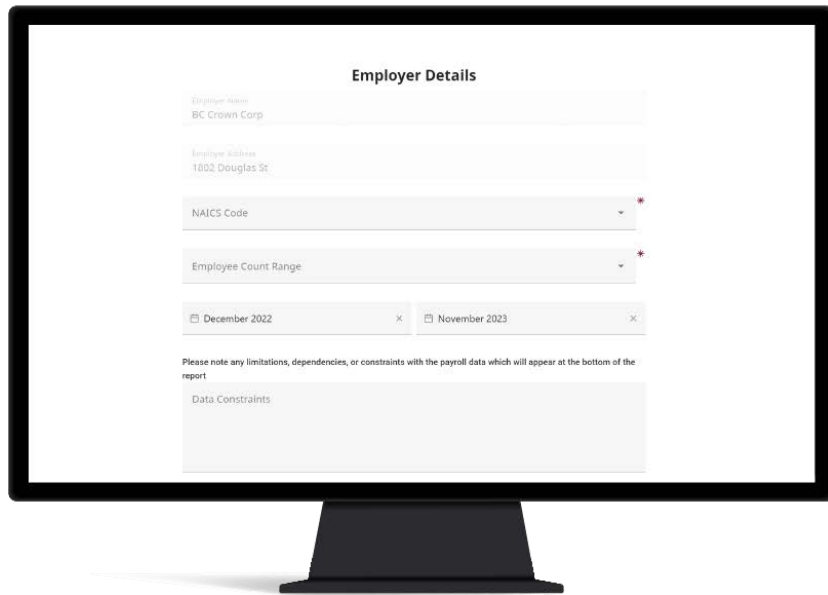 Employer Details
Employer Name
BC Crown Corp
Employer Address
1802 Douglas St
NAICS Code
*
Employee Count Range
*
December 2022 × November 2023 ×
Please note any limitations, dependencies, or constraints with the payroll data which will appear at the bottom of the
report
Data Constraints